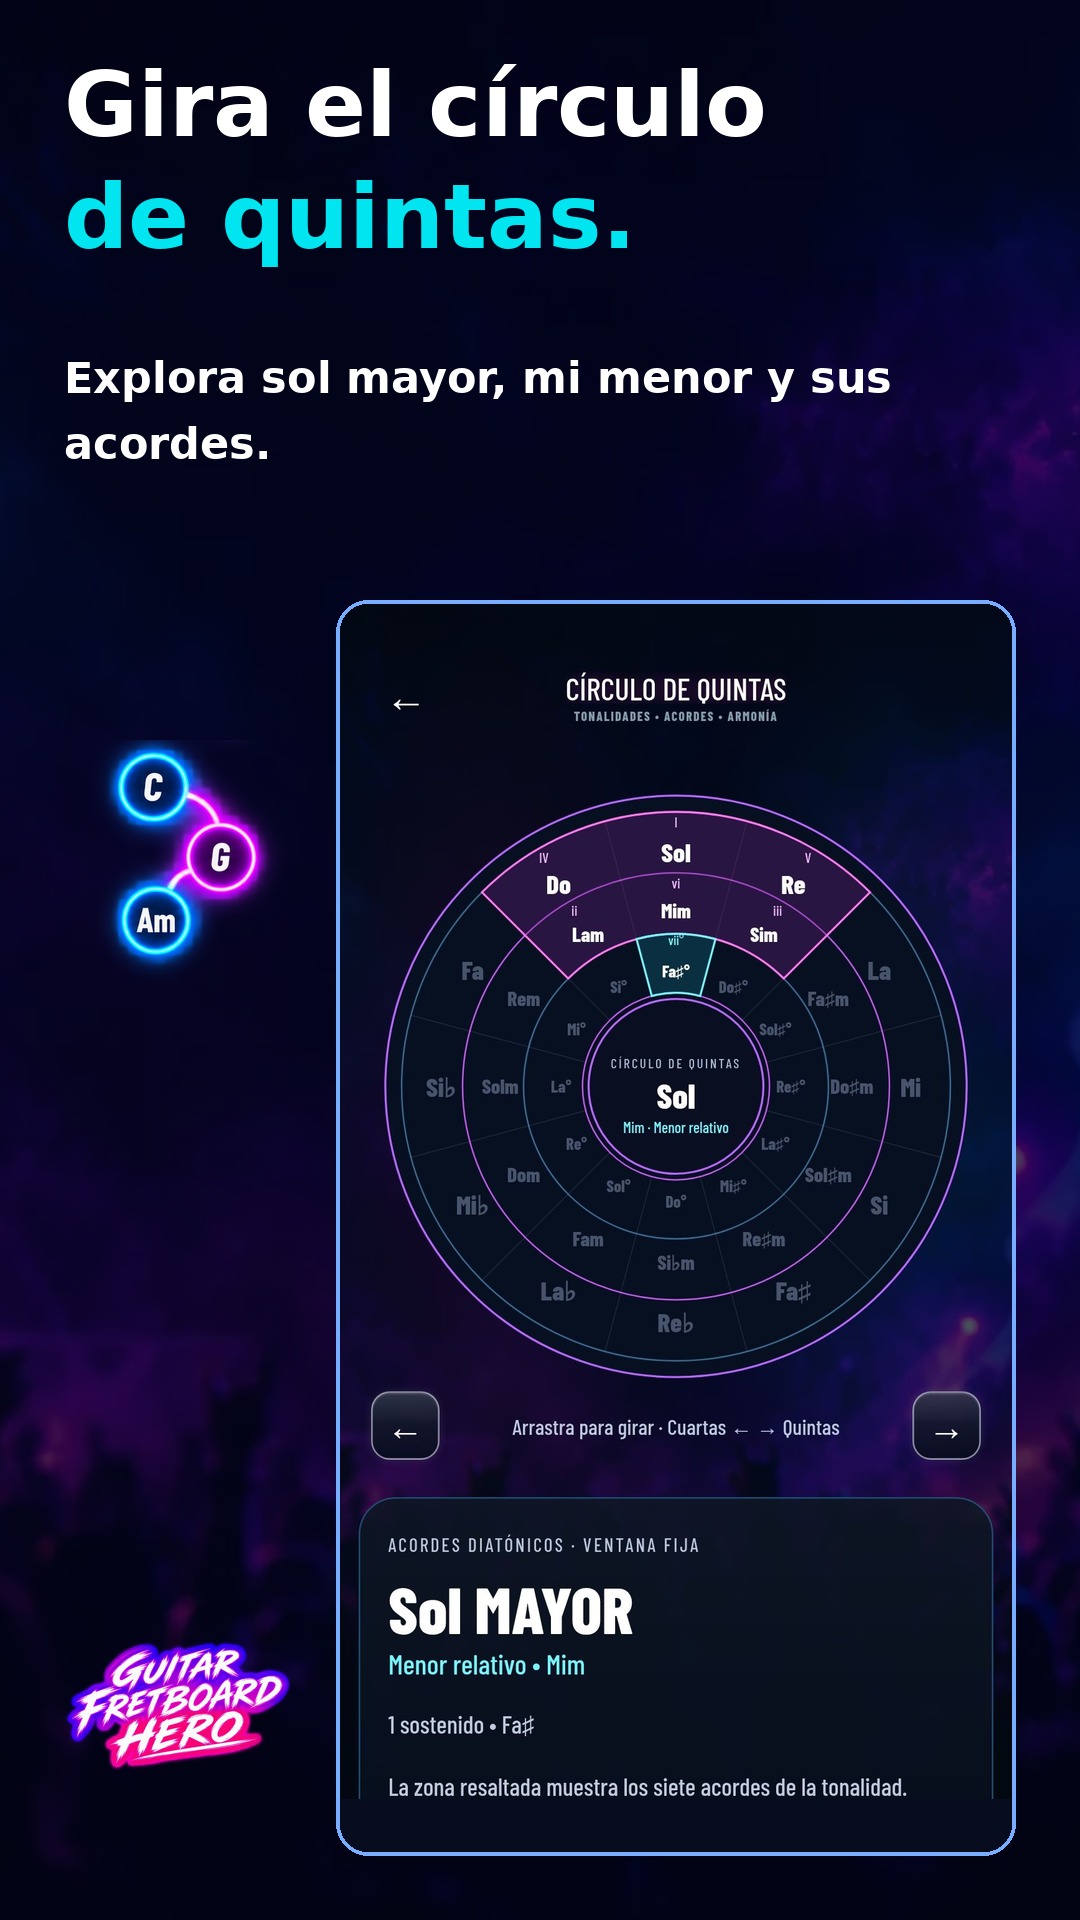 Gira el círculo
de quintas.
Explora sol mayor, mi menor y sus
acordes.
C
G
Am
←
CÍRCULO DE QUINTAS
TONALIDADES • ACORDES • ARMONÍA
I
Sol
IV
Do
V
Re
vi
Mim
ii
Lam
iii
Sim
vii°
Fa♯°
Si°
Do♯°
Fa
La
Rem
Fa♯m
Mi°
Sol♯°
Sib
Solm
La°
Re♯°
Do♯m
Mi
CÍRCULO DE QUINTAS
Sol
Mim · Menor relativo
Re°
La♯°
Dom
Sol♯m
Mi♭
Si
Sol°
Do°
Mi♯°
Fam
Si♭m
Re♯m
La♭
Re♭
Fa♯
←
Arrastra para girar · Cuartas ← → Quintas
→
ACORDES DIATÓNICOS · VENTANA FIJA
Sol MAYOR
Menor relativo • Mim
1 sostenido • Fa♯
La zona resaltada muestra los siete acordes de la tonalidad.
GUITAR
FRETBOARD
HERO